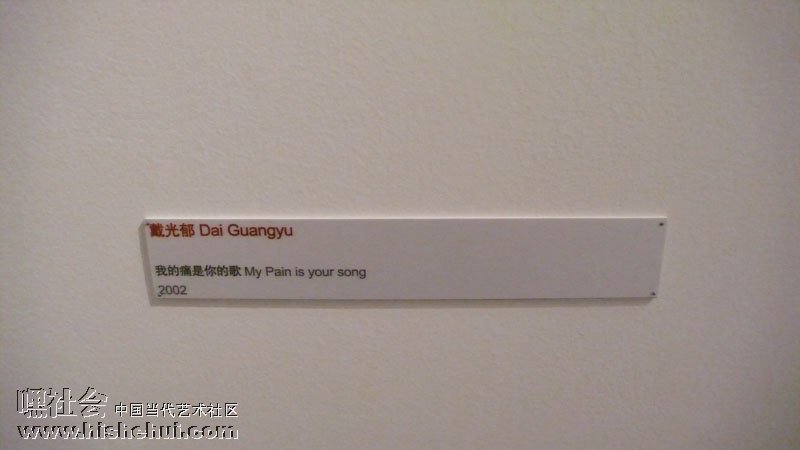 戴光郁 Dai Guangyu
我的痛是你的歌 My Pain is your song
2002
嘿社会 中国当代艺术社区
www.hishehui.com